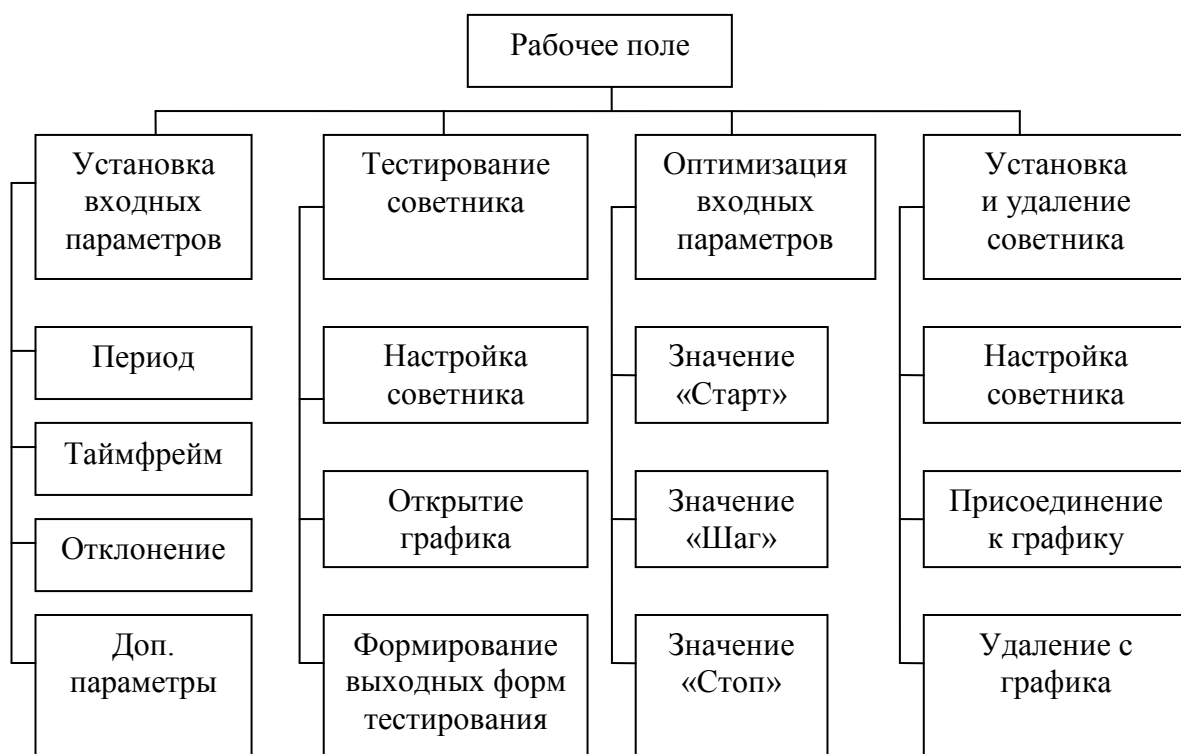 Рабочее поле
Установка
входных
параметров
Период
Таймфрейм
Отклонение
Доп.
параметры
Тестирование
советника
Настройка
советника
Открытие
графика
Формирование
выходных форм
тестирования
Оптимизация
входных
параметров
Значение
«Старт»
Значение
«Шаг»
Значение
«Стоп»
Установка
и удаление
советника
Настройка
советника
Присоединение
к графику
Удаление с
графика